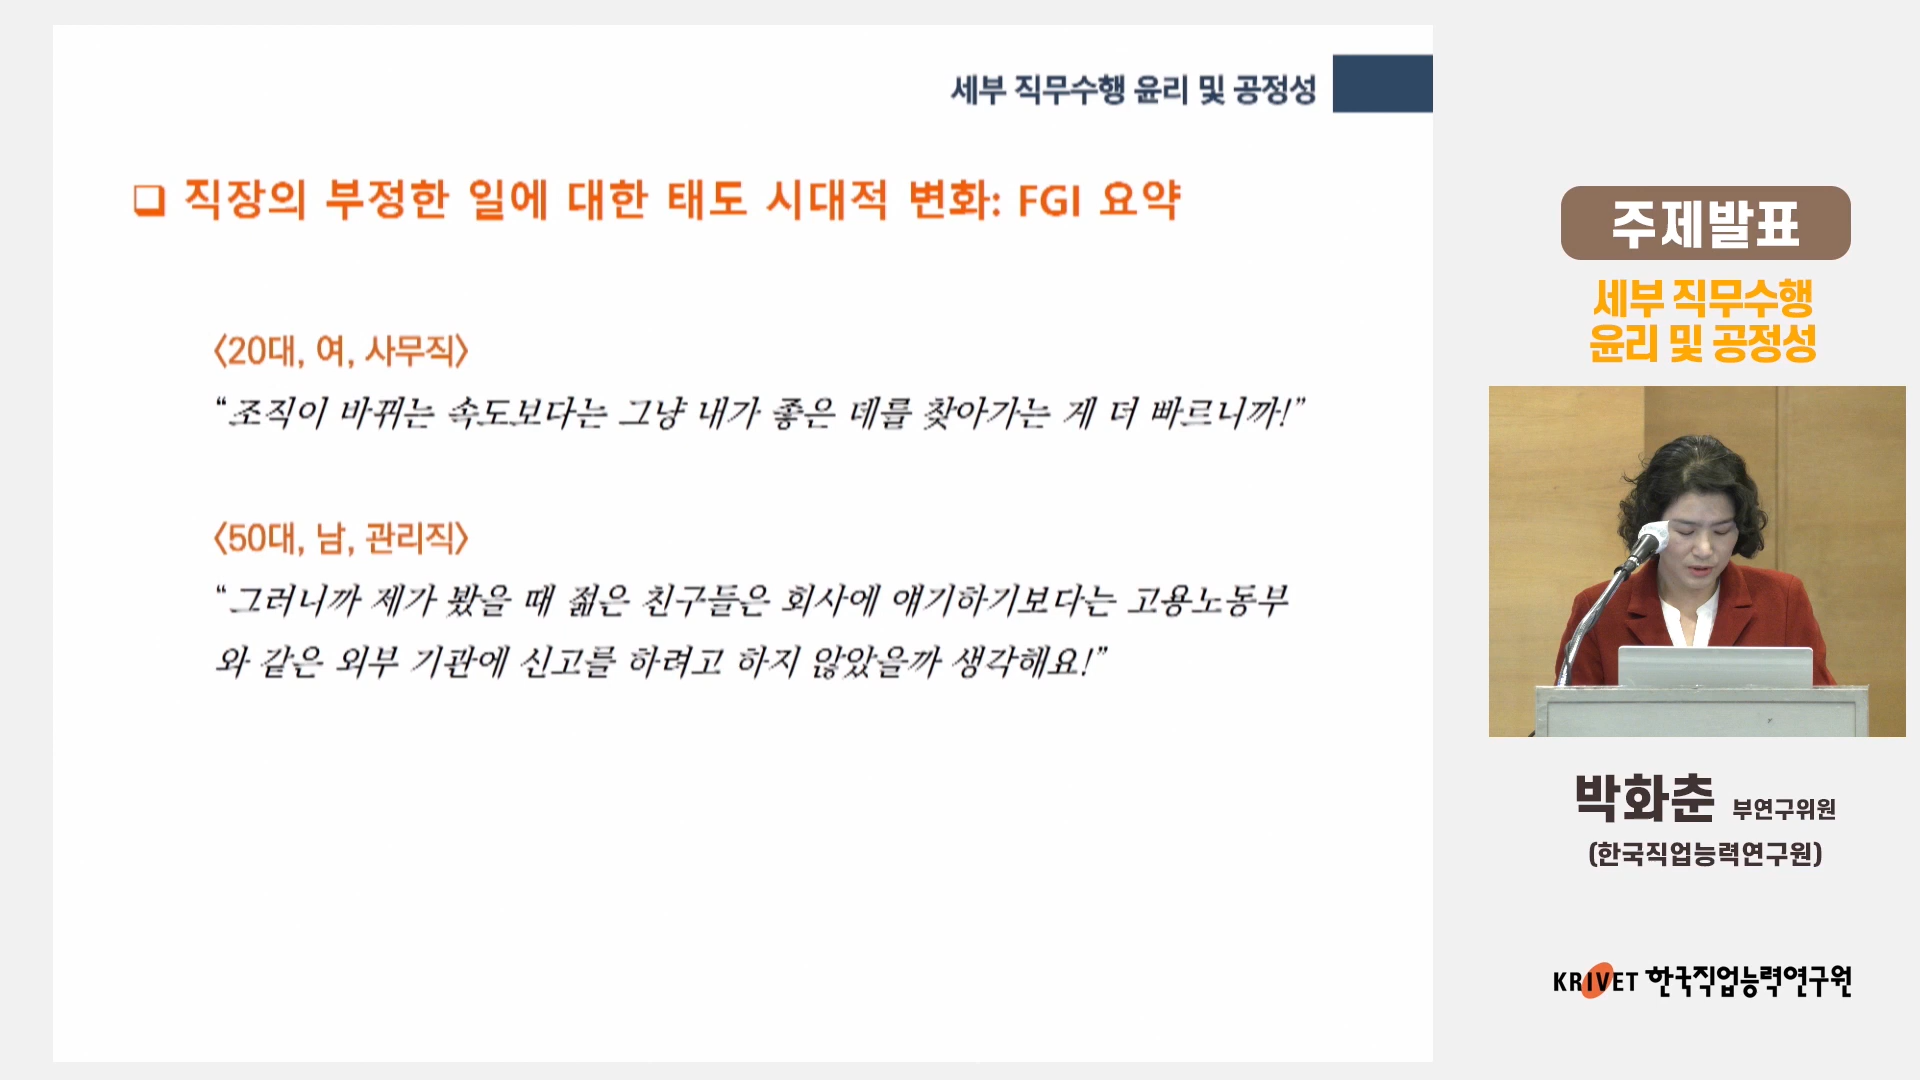 세부 직무수행 윤리 및 공정성
❑ 직장의 부정한 일에 대한 태도 시대적 변화: FGI 요약
<20대, 여, 사무직>
“조직이 바뀌는 속도보다는 그냥 내가 좋은 데를 찾아가는 게 더 빠르니까!”
<50대, 남, 관리직>
“그러니까 제가 봤을 때 젊은 친구들은 회사에 얘기하기보다는 고용노동부
와 같은 외부 기관에 신고를 하려고 하지 않았을까 생각해요!”
주제발표
세부 직무수행
윤리 및 공정성
박화춘 부연구위원
(한국직업능력연구원)
KRIVET 한국직업능력연구원